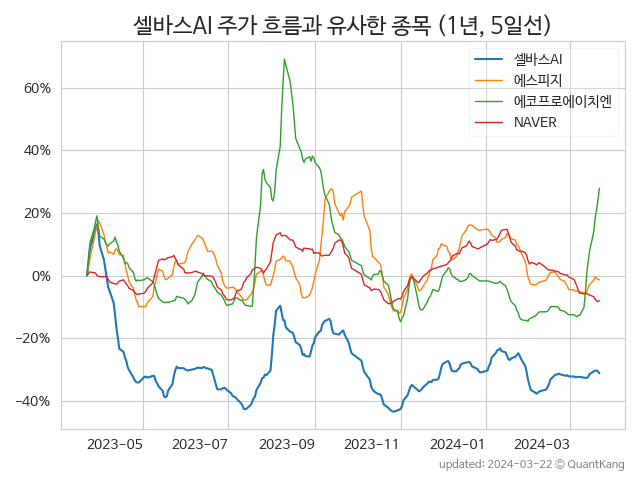 셀바스AI 주가 흐름과 유사한 종목 (1년, 5일선)
셀바스AI
에스피지
에코프로에이치엔
NAVER
60%
40%
20%
0%
−20%
−40%
2023-05
2023-07
2023-09
2023-11
2024-01
2024-03
updated: 2024-03-22 © QuantKang